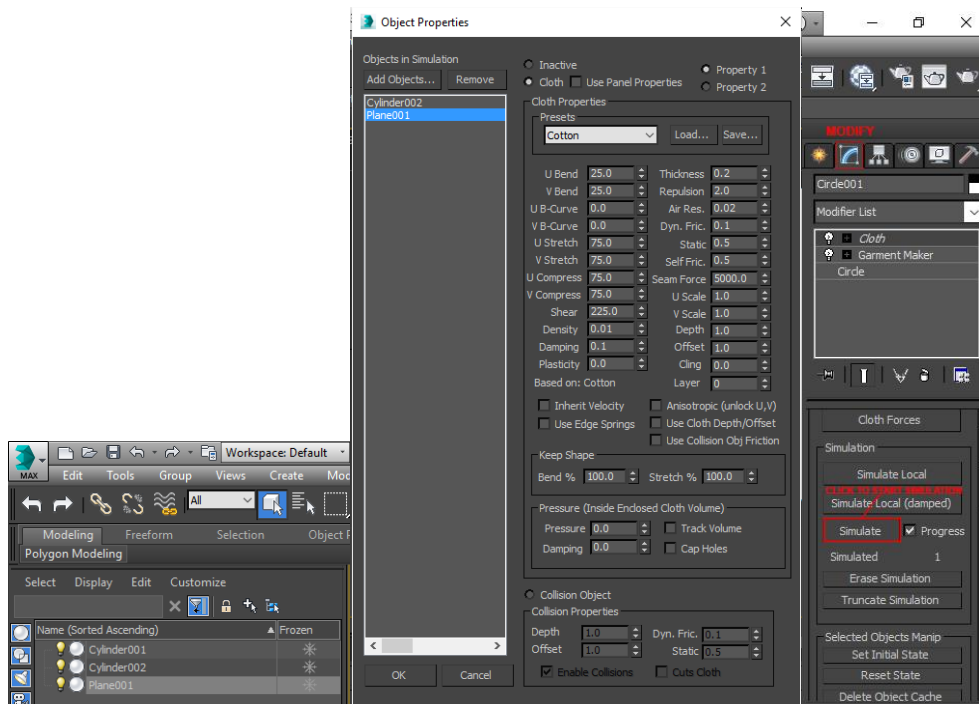 Object Properties
Objects in Simulation
Add Objects... Remove
Cylinder002
Plane001
Inactive
Cloth Use Panel Properties
Property 1
Property 2
Cloth Properties
Presets
Cotton Load... Save...
U Bend 25.0 Thickness 0.2
V Bend 25.0 Repulsion 2.0
U B-Curve 0.0 Air Res. 0.02
V B-Curve 0.0 Dyn. Fric. 0.1
U Stretch 75.0 Static 0.5
V Stretch 75.0 Self Fric. 0.5
U Compress 75.0 Seam Force 5000.0
V Compress 75.0 U Scale 1.0
Shear 225.0 V Scale 1.0
Density 0.01 Depth 1.0
Damping 0.1 Offset 1.0
Plasticity 0.0 Cling 0.0
Based on: Cotton Layer 0
Inherit Velocity Anisotropic (unlock U,V)
Use Edge Springs Use Cloth Depth/Offset
Use Collision Obj Friction
Keep Shape
Bend % 100.0 Stretch % 100.0
Pressure (Inside Enclosed Cloth Volume)
Pressure 0.0 Track Volume
Damping 0.0 Cap Holes
Collision Object
Collision Properties
Depth 1.0 Dyn. Fric. 0.1
Offset 1.0 Static 0.5
Enable Collisions Cuts Cloth
OK Cancel
MAX
Workspace: Default
Edit Tools Group Views Create
All
Modeling Freeform Selection Object
Polygon Modeling
Select Display Edit Customize
Name (Sorted Ascending) Frozen
Cylinder001
Cylinder002
Plane001
MODIFY
Circle001
Modifier List
Cloth
Garment Maker
Circle
Cloth Forces
Simulation
Simulate Local
CLICK TO START SIMULATION
Simulate Local (damped)
Simulate Progress
Simulated 1
Erase Simulation
Truncate Simulation
Selected Objects Manip
Set Initial State
Reset State
Delete Object Cache